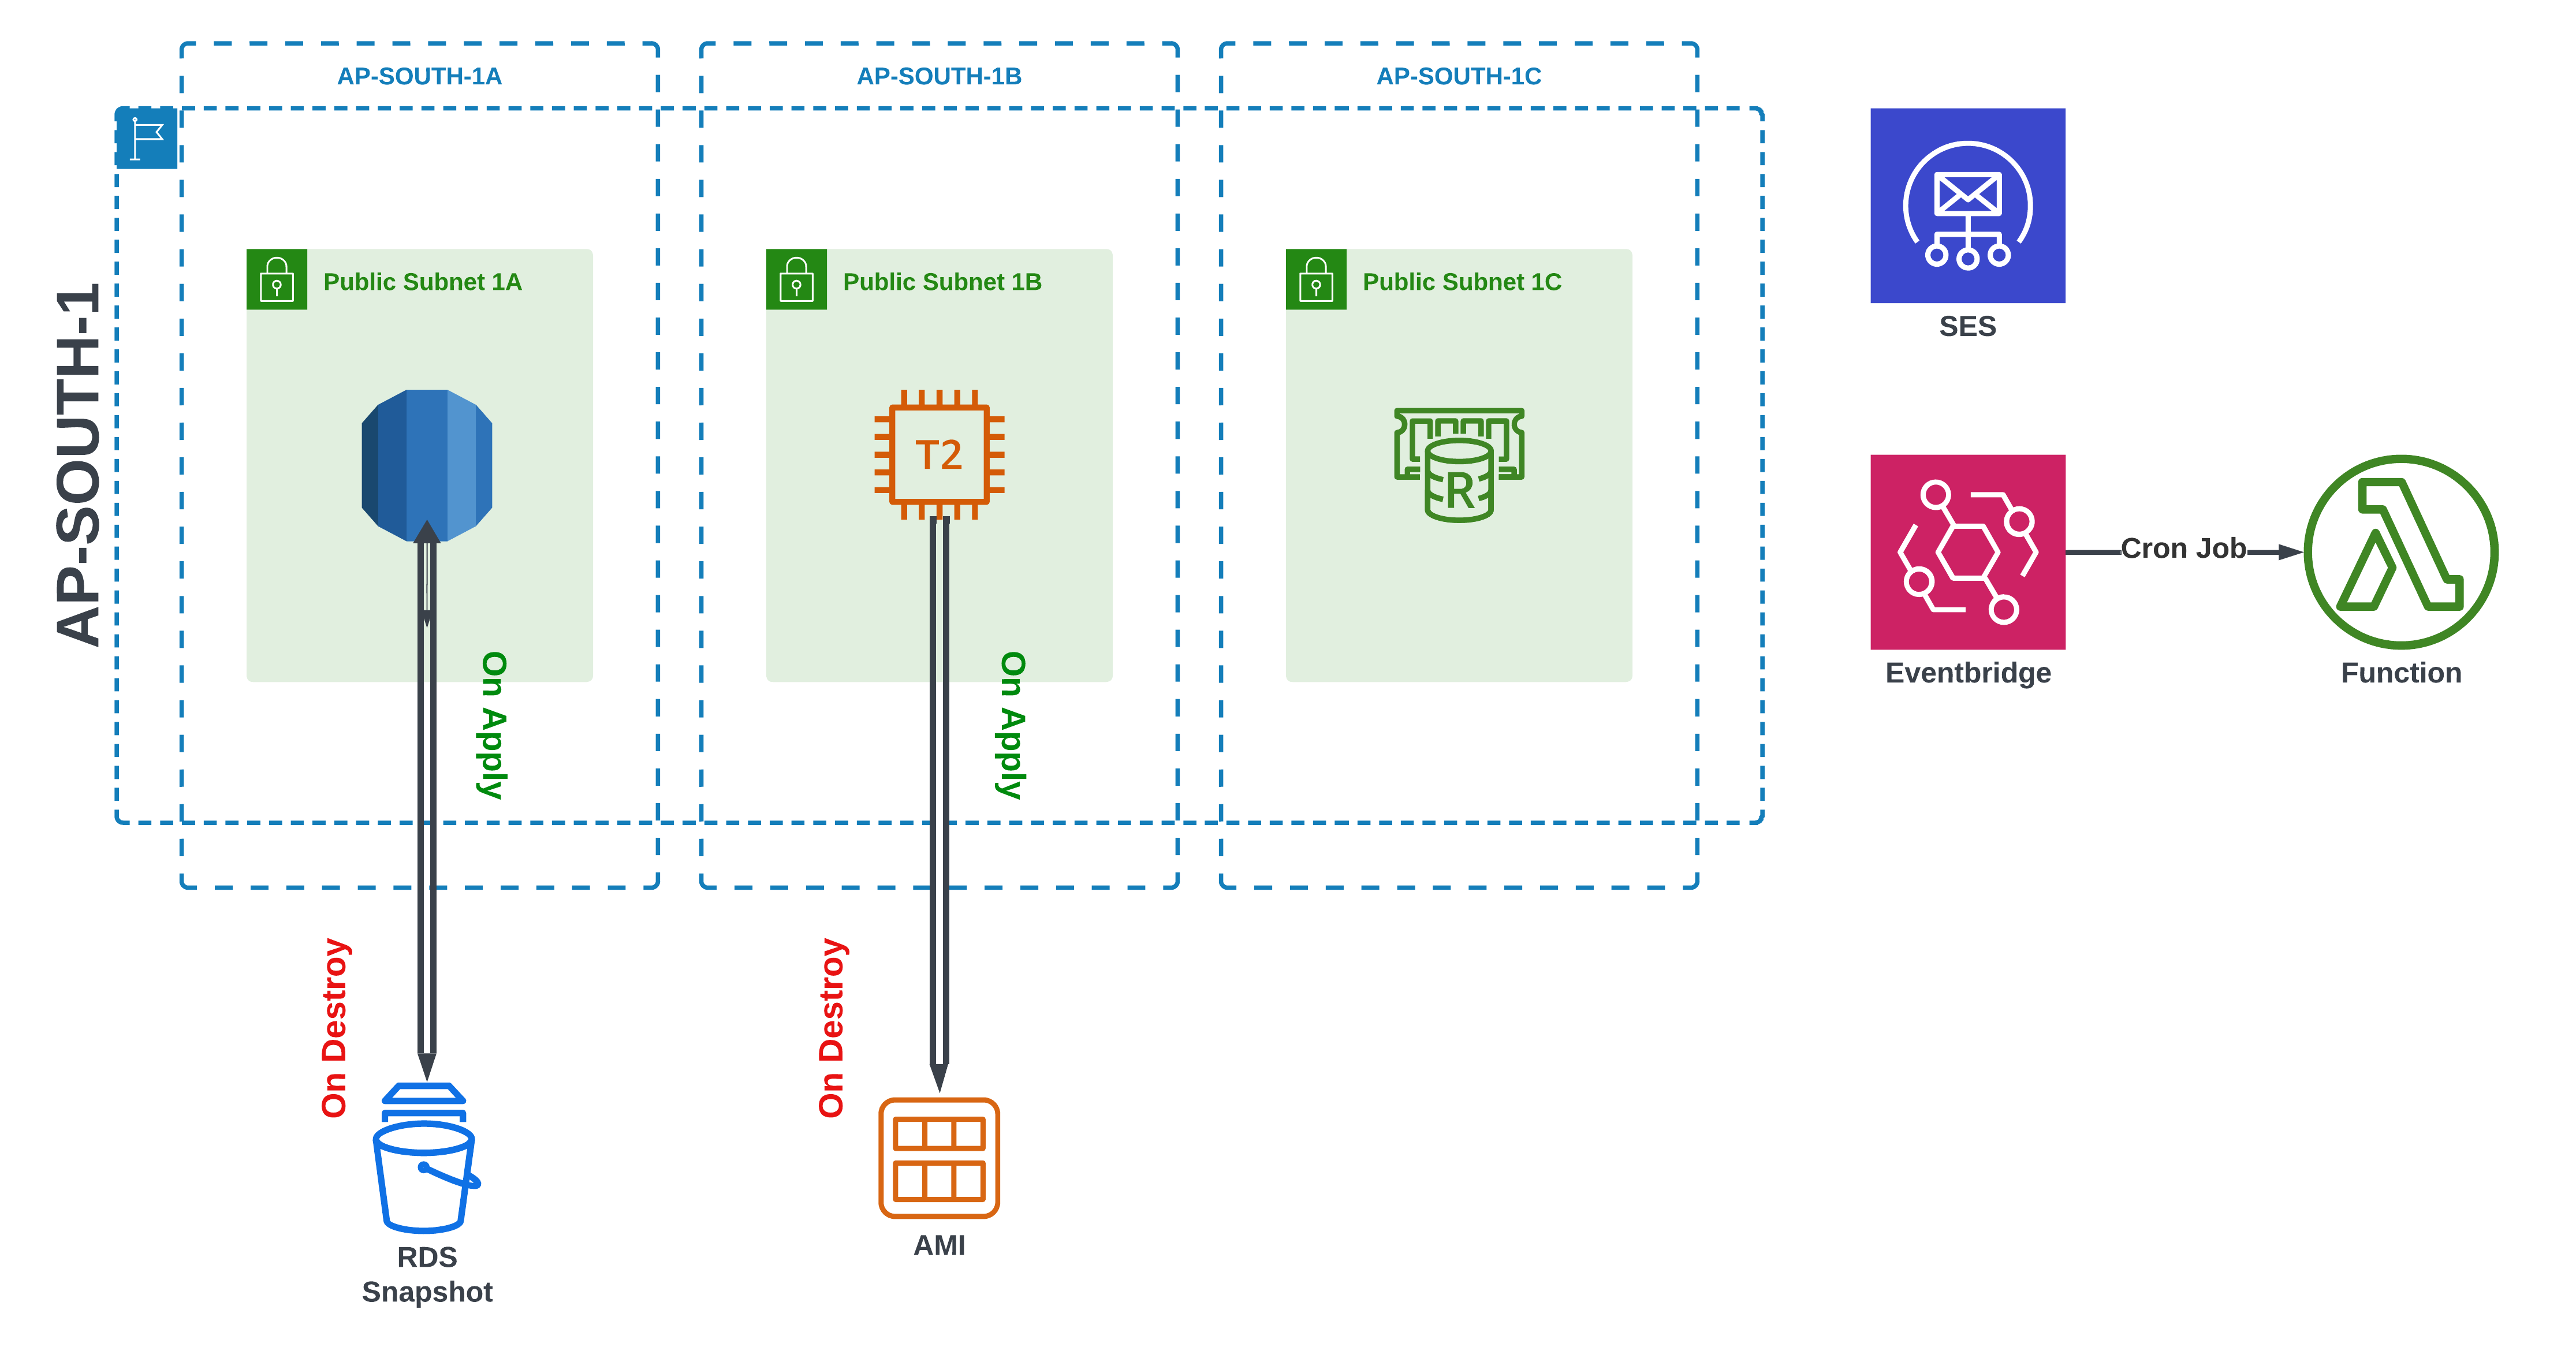 AP-SOUTH-1
AP-SOUTH-1A
AP-SOUTH-1B
AP-SOUTH-1C
Public Subnet 1A
Public Subnet 1B
Public Subnet 1C
T2
R
SES
Eventbridge
Cron Job
Function
On Apply
On Apply
On Destroy
On Destroy
RDS
Snapshot
AMI